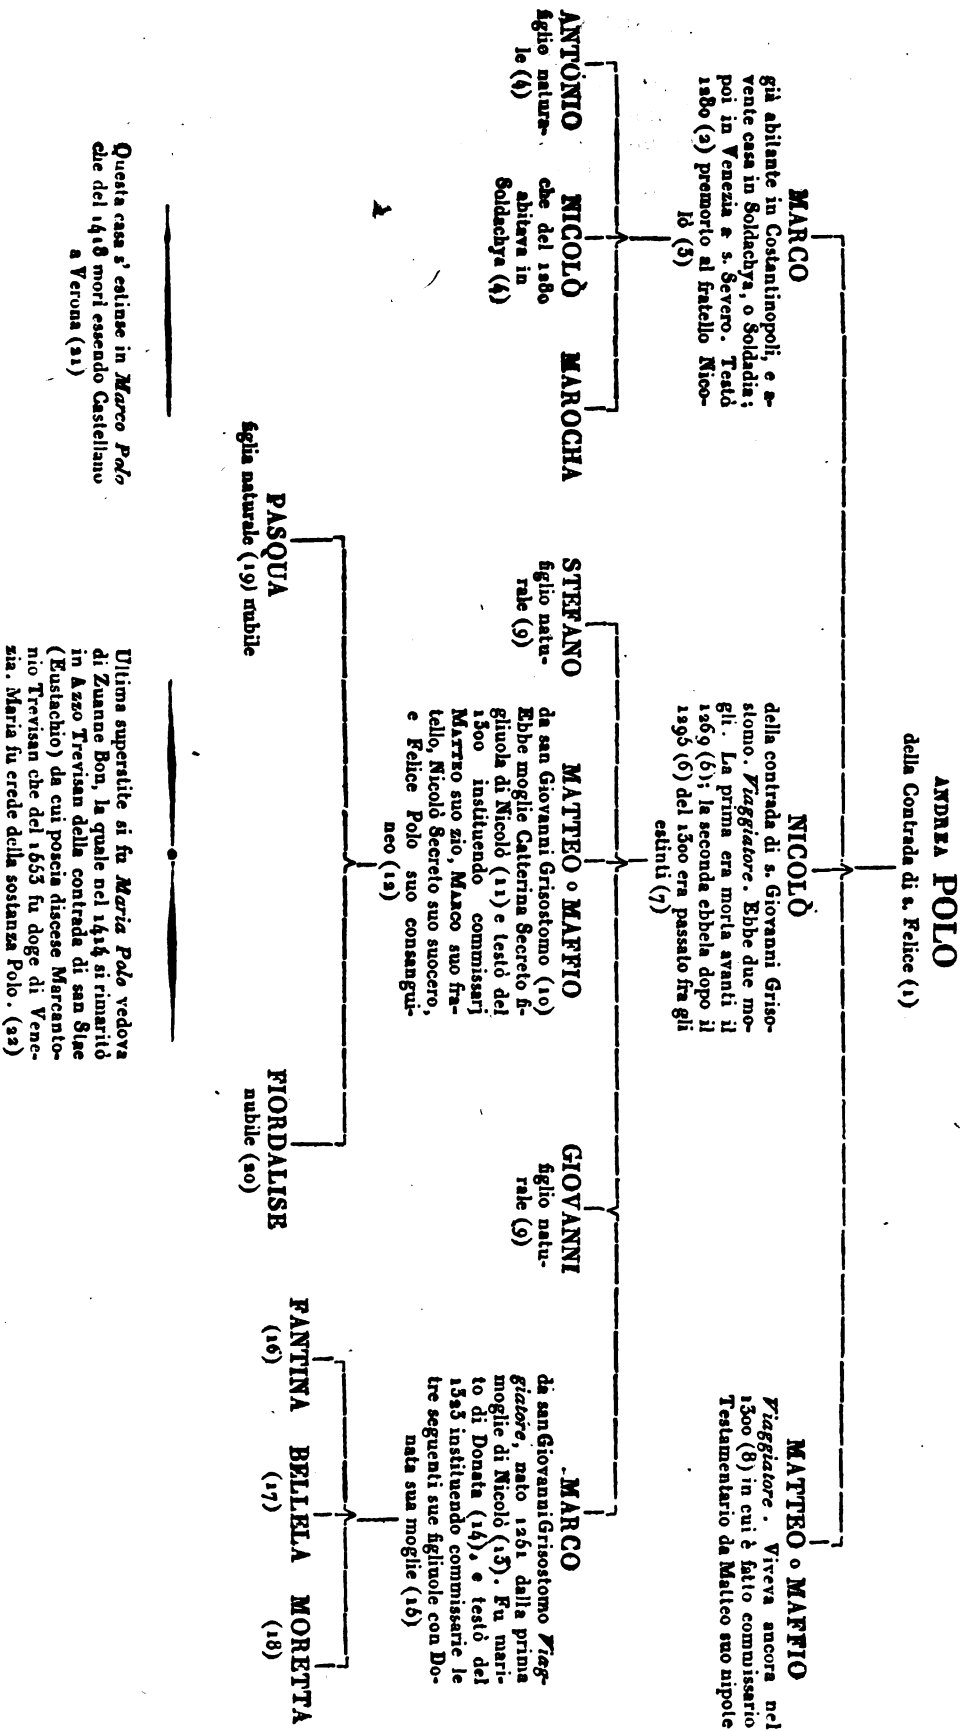 ANDREA POLO
della Contrada di s. Felice (1)
MARCO
già abitante in Costantinopoli, e a-
vente casa in Soldachya, o Soldadia;
poi in Venezia a s. Severo. Testò
1280 (2) premorto al fratello Nico-
lò (3)
NICOLÒ
della contrada di s. Giovanni Griso-
stomo. Viaggiatore. Ebbe due mo-
gli. La prima era morta avanti il
1269 (6); la seconda ebbela dopo il
1296 (6) del 1300 era passato fra gli
estinti (7)
MATTEO o MAFFIO
Viaggiatore. Viveva ancora nel
1300 (8) in cui è fatto commissario
Testamentario da Matteo suo nipote
ANTONIO
figlio natura-
le (4)
NICOLÒ
che del 1280
abitava in
Soldachya (4)
MAROCHA
STEFANO
figlio natu-
rale (9)
MATTEO o MAFFIO
da san Giovanni Grisostomo (10)
Ebbe moglie Catterina Secreto fi-
gliuola di Nicolò (11) e testò del
1300 instituendo commissarj
MATTEO suo zio, MARCO suo fra-
tello, Nicolò Secreto suo suocero,
e Felice Polo suo consangui-
neo (12)
GIOVANNI
figlio natu-
rale (9)
MARCO
da san Giovanni Grisostomo Viag-
giatore, nato 1261 dalla prima
moglie di Nicolò (13). Fu mari-
to di Donata (14), e testò del
1323 instituendo commissarie le
tre seguenti sue figliuole con Do-
nata sua moglie (15)
PASQUA
figlia naturale (19) nubile
FIORDALISE
nubile (20)
FANTINA
(16)
BELLELA
(17)
MORETTA
(18)
Questa casa s' estinse in Marco Polo
che del 1418 morì essendo Castellano
a Verona (21)
Ultima superstite si fu Maria Polo vedova
di Zuanne Bon, la quale nel 1414 si rimaritò
in Azzo Trevisan della contrada di san Stae
(Eustachio) da cui poscia discese Marcanto-
nio Trevisan che del 1553 fu doge di Vene-
zia. Maria fu erede della sostanza Polo. (22)